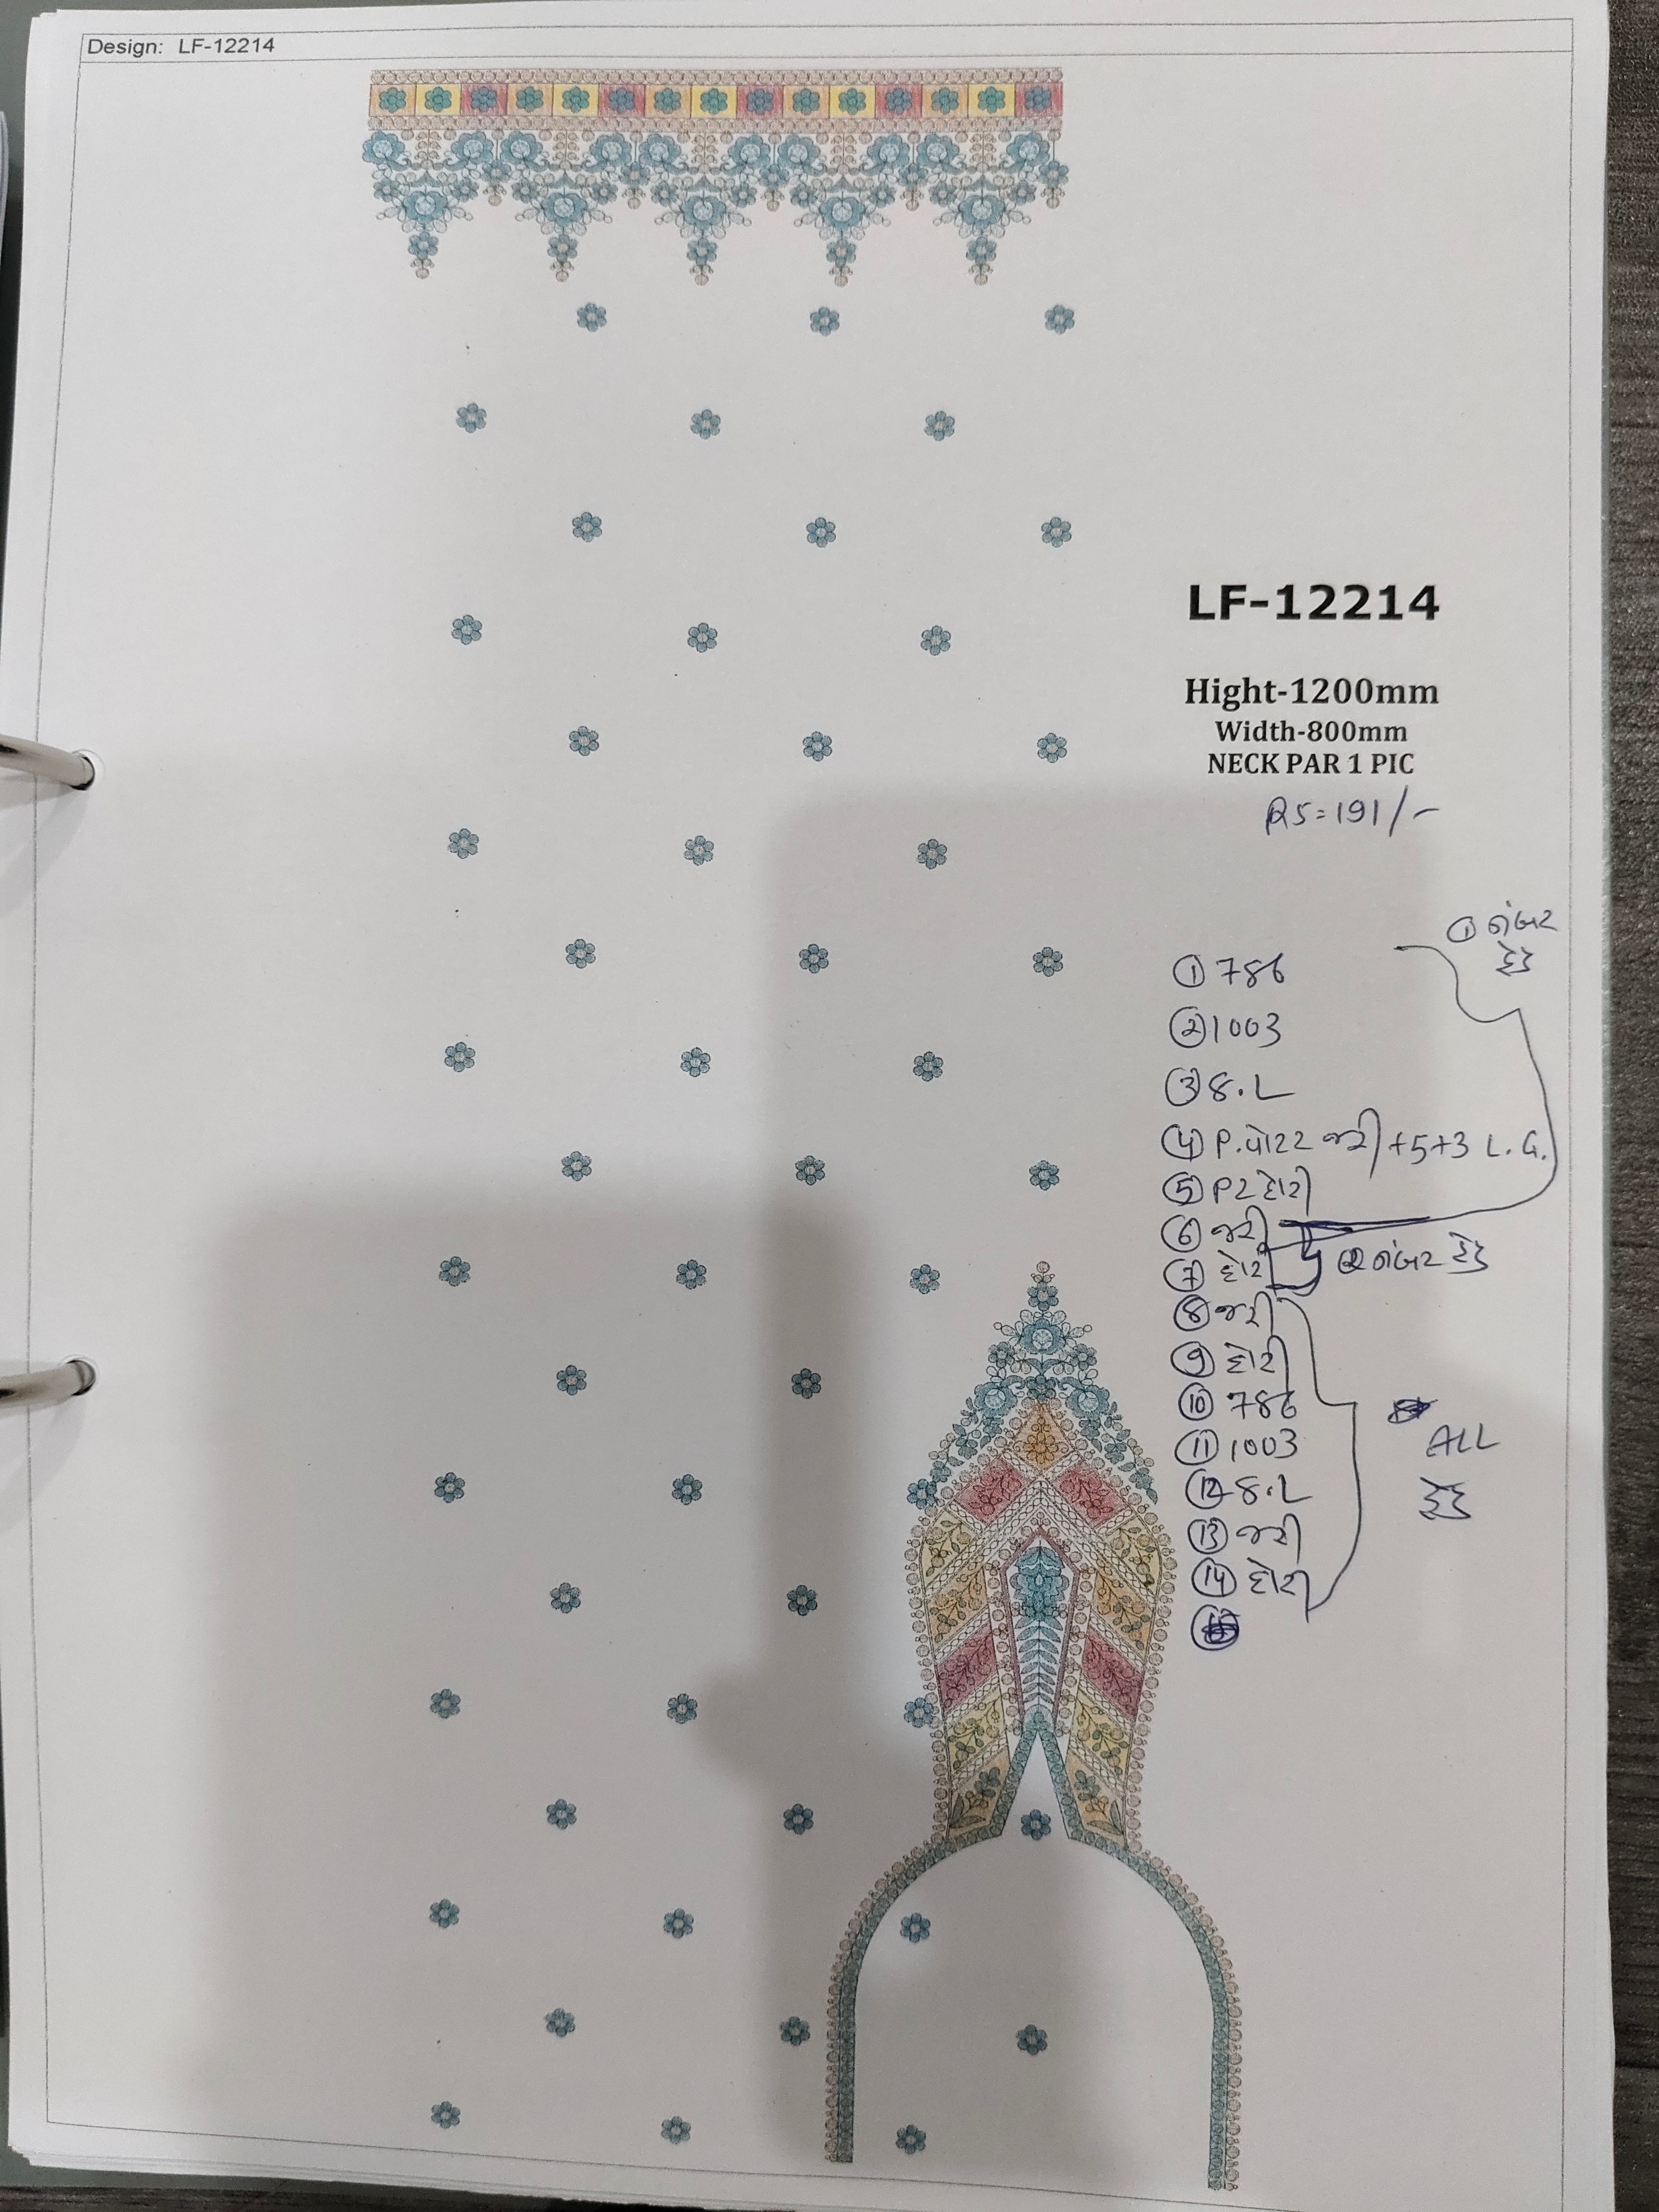 Design: LF-12214
LF-12214
Hight-1200mm
Width-800mm
NECK PAR 1 PIC
RS=191/-
① નંબર
હેડ
① 786
② 1003
③ 8.L
④ P. જરી +5+3 L.G.
⑤ P2 દોરી
⑥ જરી
⑦ દોરી
② નંબર હેડ
⑧ જરી
⑨ દોરી
⑩ 786
⑪ 1003
⑫ 8.L
⑬ જરી
⑭ દોરી
ALL
હેડ